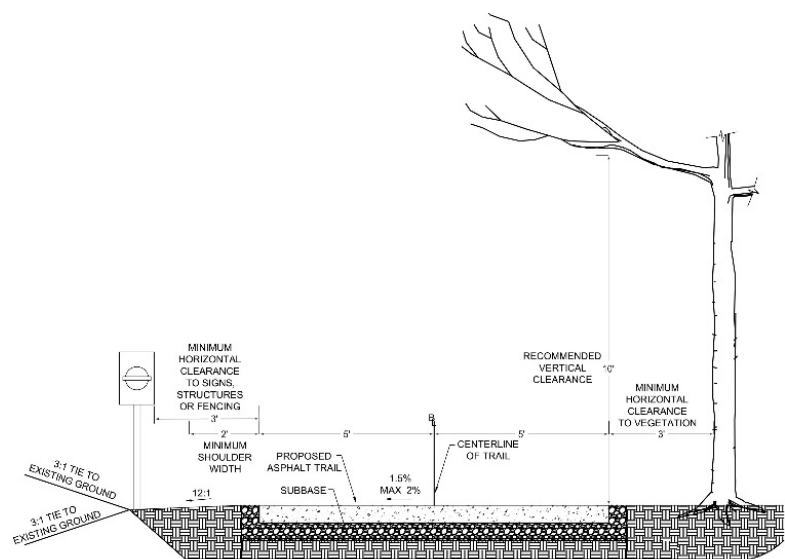 MINIMUM
HORIZONTAL
CLEARANCE
TO SIGNS,
STRUCTURES
OR FENCING
3'
2'
MINIMUM
SHOULDER
WIDTH
5'
5'
RECOMMENDED
VERTICAL
CLEARANCE
10'
MINIMUM
HORIZONTAL
CLEARANCE
TO VEGETATION
3'
CENTERLINE
OF TRAIL
PROPOSED
ASPHALT TRAIL
SUBBASE
1.5%
MAX 2%
12:1
3:1 TIE TO
EXISTING GROUND
3:1 TIE TO
EXISTING GROUND